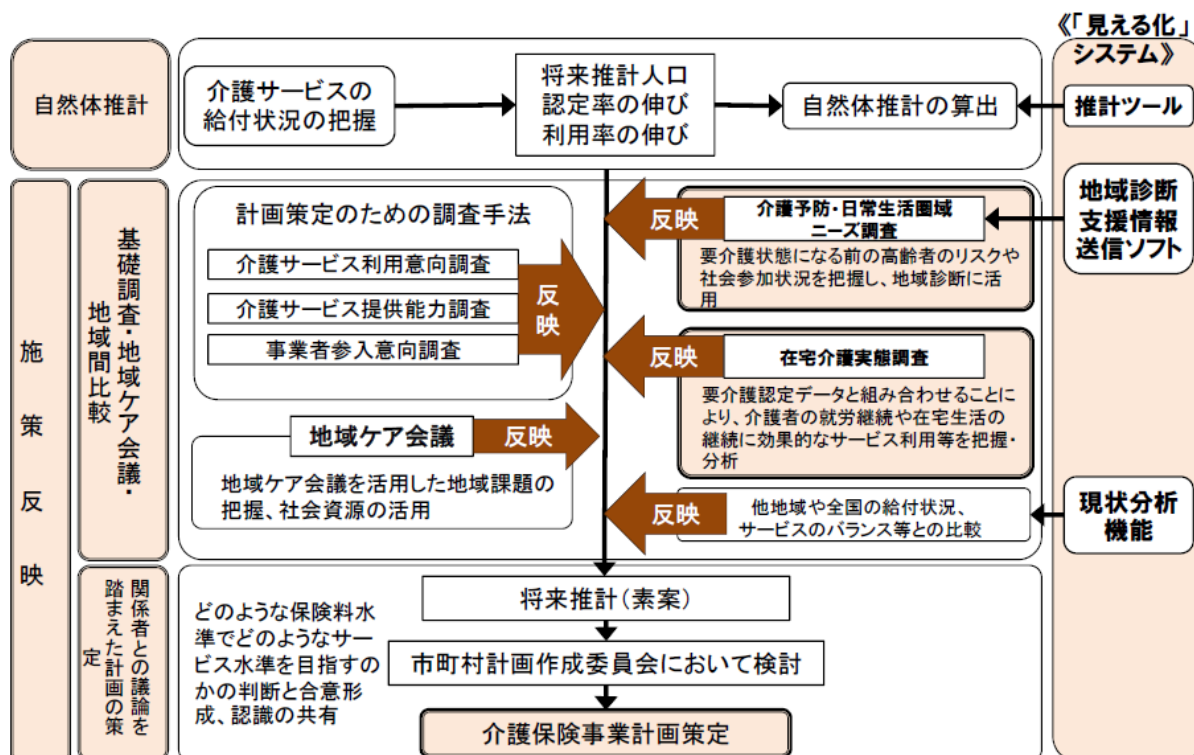 《「見える化」
システム》
自然体推計
介護サービスの
給付状況の把握
将来推計人口
認定率の伸び
利用率の伸び
自然体推計の算出
推計ツール
施策反映
基礎調査・地域ケア会議・
地域間比較
計画策定のための調査手法
介護サービス利用意向調査
介護サービス提供能力調査
事業者参入意向調査
反
映
反映
介護予防・日常生活圏域
ニーズ調査
要介護状態になる前の高齢者のリスクや
社会参加状況を把握し、地域診断に活
用
地域診断
支援情報
送信ソフト
反映
在宅介護実態調査
要介護認定データと組み合わせることに
より、介護者の就労継続や在宅生活の
継続に効果的なサービス利用等を把握・
分析
地域ケア会議
反映
地域ケア会議を活用した地域課題の
把握、社会資源の活用
反映
他地域や全国の給付状況、
サービスのバランス等との比較
現状分析
機能
関係者との議論を
踏まえた計画の策
定
どのような保険料水
準でどのようなサー
ビス水準を目指すの
かの判断と合意形
成、認識の共有
将来推計(素案)
市町村計画作成委員会において検討
介護保険事業計画策定